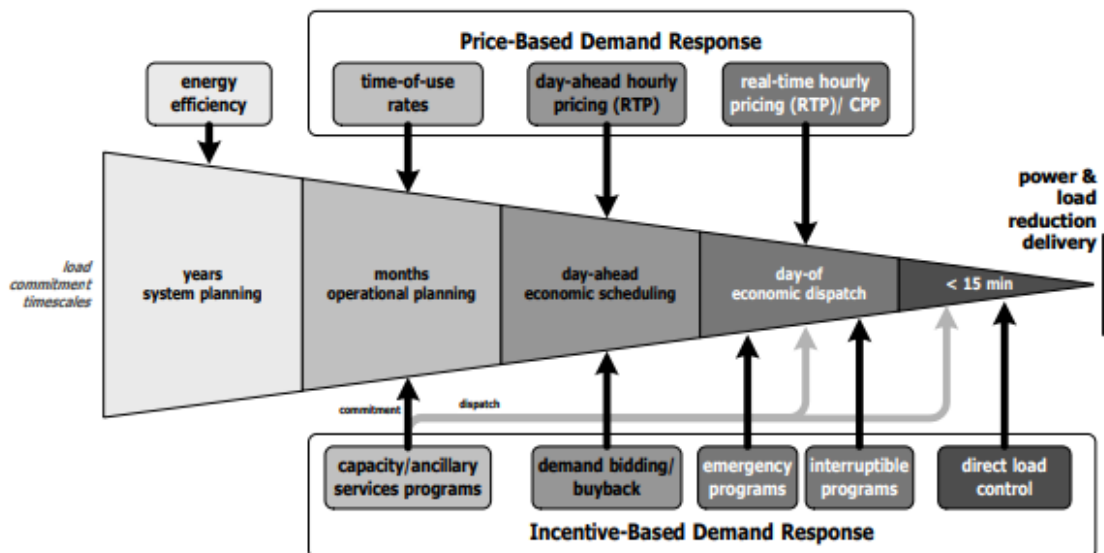 Price-Based Demand Response
energy
efficiency
time-of-use
rates
day-ahead hourly
pricing (RTP)
real-time hourly
pricing (RTP)/ CPP
power &
load
reduction
delivery
load
commitment
timescales
years
system planning
months
operational planning
day-ahead
economic scheduling
day-of
economic dispatch
< 15 min
commitment
dispatch
capacity/ancillary
services programs
demand bidding/
buyback
emergency
programs
interruptible
programs
direct load
control
Incentive-Based Demand Response